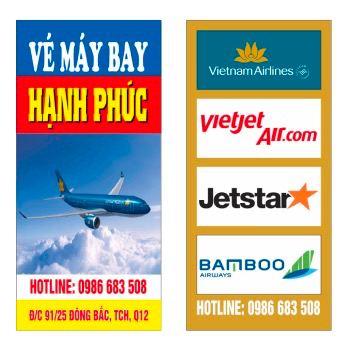 VÉ MÁY BAY
HẠNH PHÚC
HOTLINE: 0986 683 508
Đ/C 91/25 ĐÔNG BẮC, TCH, Q12
Vietnam Airlines
vietjet
Air.com
Jetstar
BAMBOO
AIRWAYS
HOTLINE: 0986 683 508